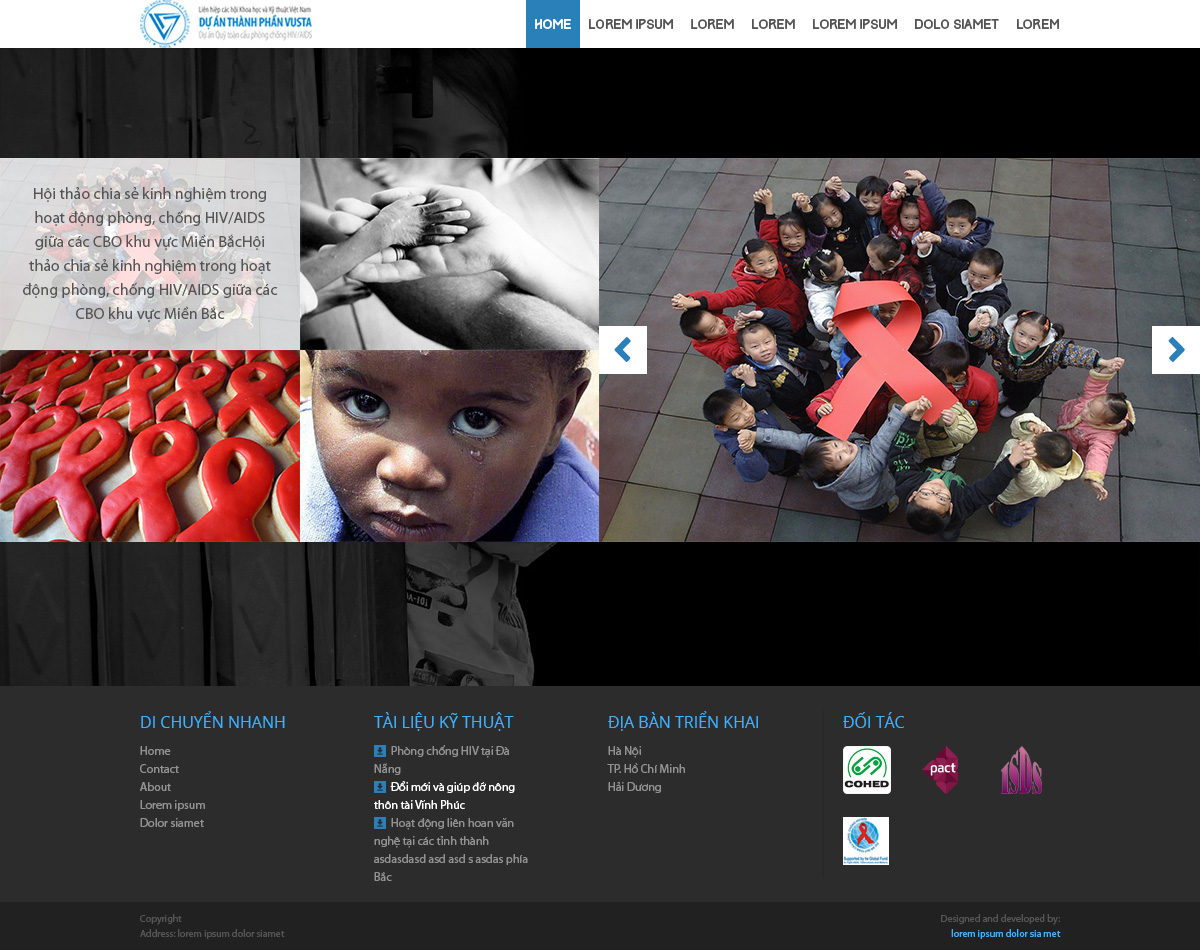 Liên hiệp các hội Khoa học và Kỹ thuật Việt Nam
DỰ ÁN THÀNH PHẦN VUSTA
Dự án Quỹ toàn cầu phòng chống HIV/AIDS
HOME LOREM IPSUM LOREM LOREM LOREM IPSUM DOLO SIAMET LOREM
Hội thảo chia sẻ kinh nghiệm trong
hoạt động phòng, chống HIV/AIDS
giữa các CBO khu vực Miền BắcHội
thảo chia sẻ kinh nghiệm trong hoạt
động phòng, chống HIV/AIDS giữa các
CBO khu vực Miền Bắc
DI CHUYỂN NHANH
Home
Contact
About
Lorem ipsum
Dolor siamet
TÀI LIỆU KỸ THUẬT
Phòng chống HIV tại Đà
Nẵng
Đổi mới và giúp đỡ nông
thôn tài Vĩnh Phúc
Hoạt động liên hoan văn
nghệ tại các tỉnh thành
asdasdasd asd asd s asdas phía
Bắc
ĐỊA BÀN TRIỂN KHAI
Hà Nội
TP. Hồ Chí Minh
Hải Dương
ĐỐI TÁC
COHED
pact
ISDS
Supported by he Global Fund
Copyright
Address: lorem ipsum dolor siamet
Designed and developed by:
lorem ipsum dolor sia met